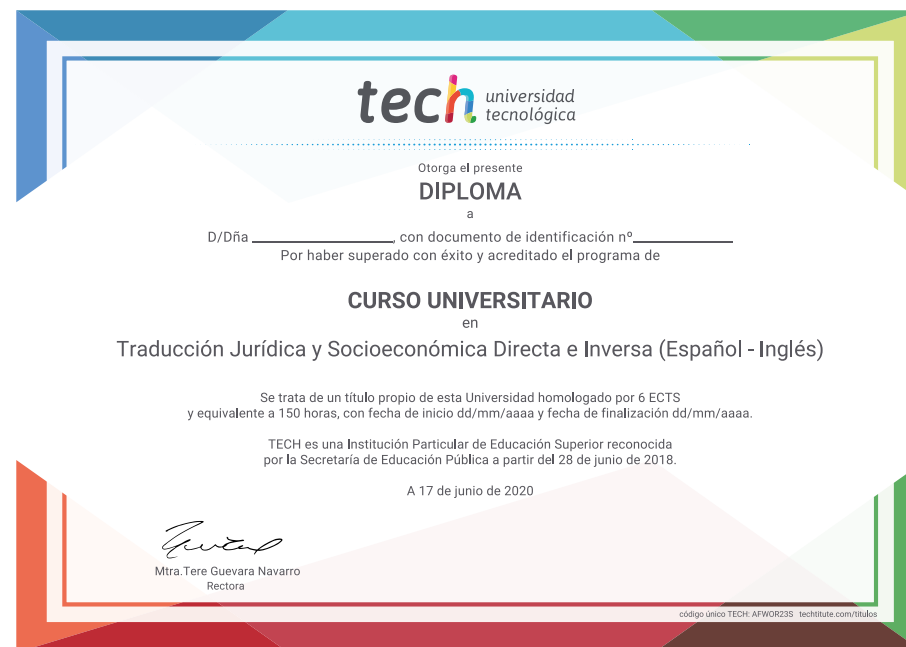 tech universidad
tecnológica
Otorga el presente
DIPLOMA
a
D/Dña ____________________, con documento de identificación nº______________
Por haber superado con éxito y acreditado el programa de
CURSO UNIVERSITARIO
en
Traducción Jurídica y Socioeconómica Directa e Inversa (Español - Inglés)
Se trata de un título propio de esta Universidad homologado por 6 ECTS
y equivalente a 150 horas, con fecha de inicio dd/mm/aaaa y fecha de finalización dd/mm/aaaa.
TECH es una Institución Particular de Educación Superior reconocida
por la Secretaría de Educación Pública a partir del 28 de junio de 2018.
A 17 de junio de 2020
Mtra.Tere Guevara Navarro
Rectora
código único TECH: AFWOR23S techtitute.com/titulos